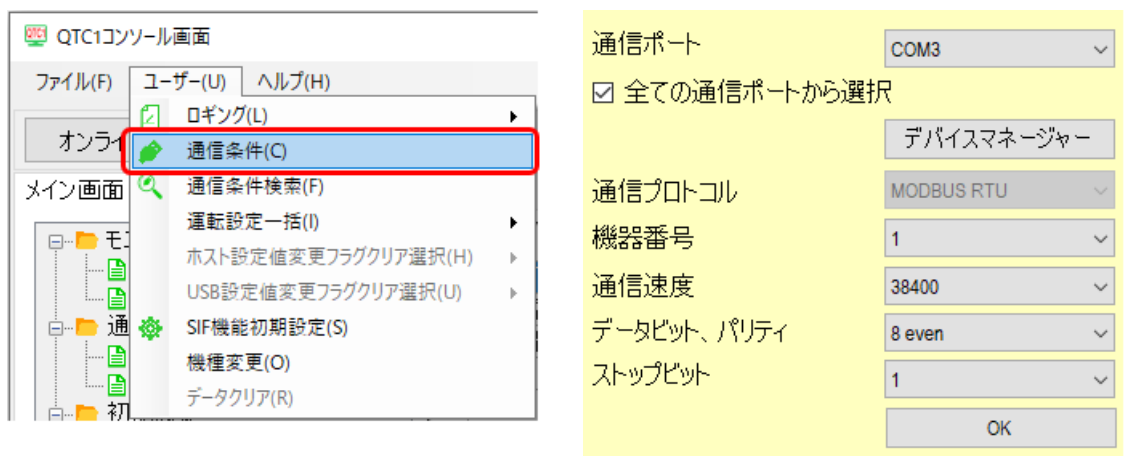 QTC1コンソール画面
ファイル(F) ユーザー(U) ヘルプ(H)
ロギング(L)
オンライ
通信条件(C)
メイン画面
通信条件検索(F)
運転設定一括(I)
ホスト設定値変更フラグクリア選択(H)
USB設定値変更フラグクリア選択(U)
通
SIF機能初期設定(S)
機種変更(O)
データクリア(R)
初
通信ポート COM3
全ての通信ポートから選択
デバイスマネージャー
通信プロトコル MODBUS RTU
機器番号 1
通信速度 38400
データビット、パリティ 8 even
ストップビット 1
OK